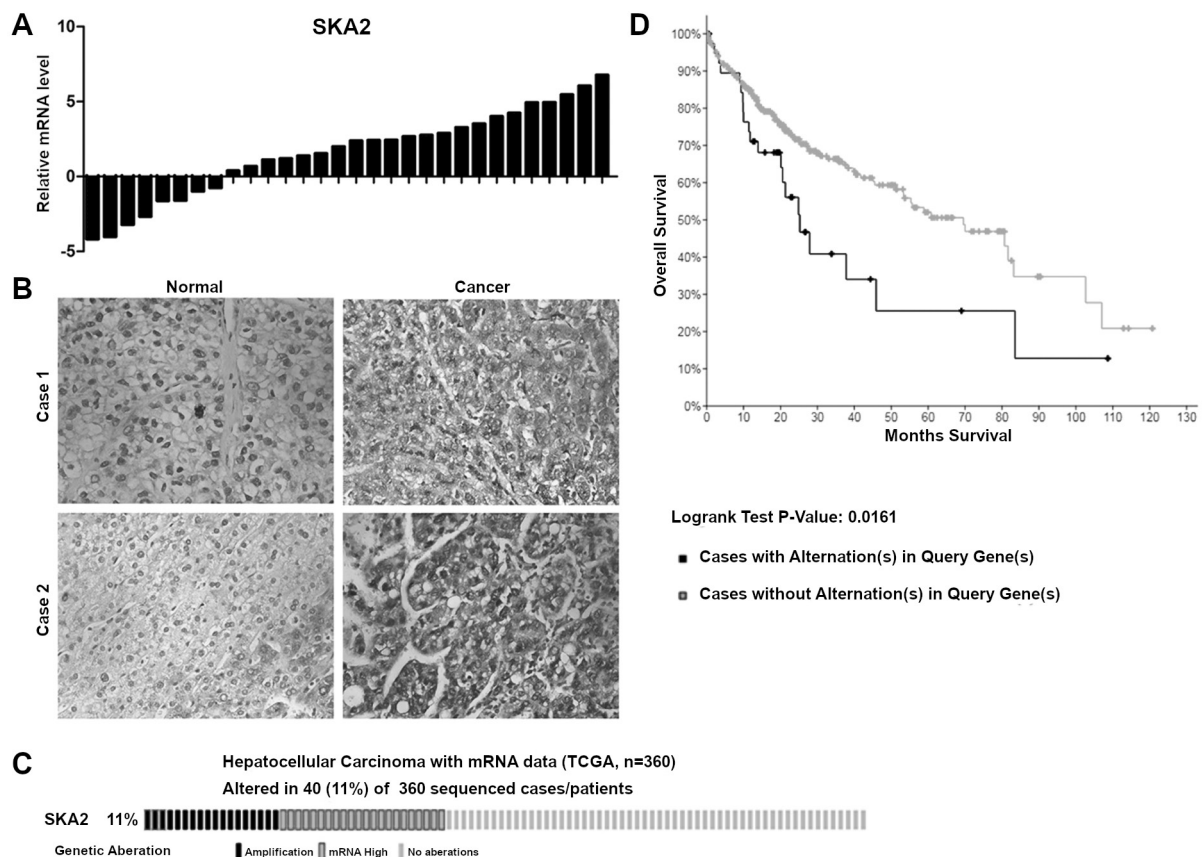 A
SKA2
Relative mRNA level
10
5
0
-5
B
Normal
Cancer
Case 1
Case 2
C
Hepatocellular Carcinoma with mRNA data (TCGA, n=360)
Altered in 40 (11%) of 360 sequenced cases/patients
SKA2 11%
Genetic Aberration
Amplification
mRNA High
No aberrations
D
Overall Survival
100%
90%
80%
70%
60%
50%
40%
30%
20%
10%
0%
0 10 20 30 40 50 60 70 80 90 100 110 120 130
Months Survival
Logrank Test P-Value: 0.0161
Cases with Alternation(s) in Query Gene(s)
Cases without Alternation(s) in Query Gene(s)